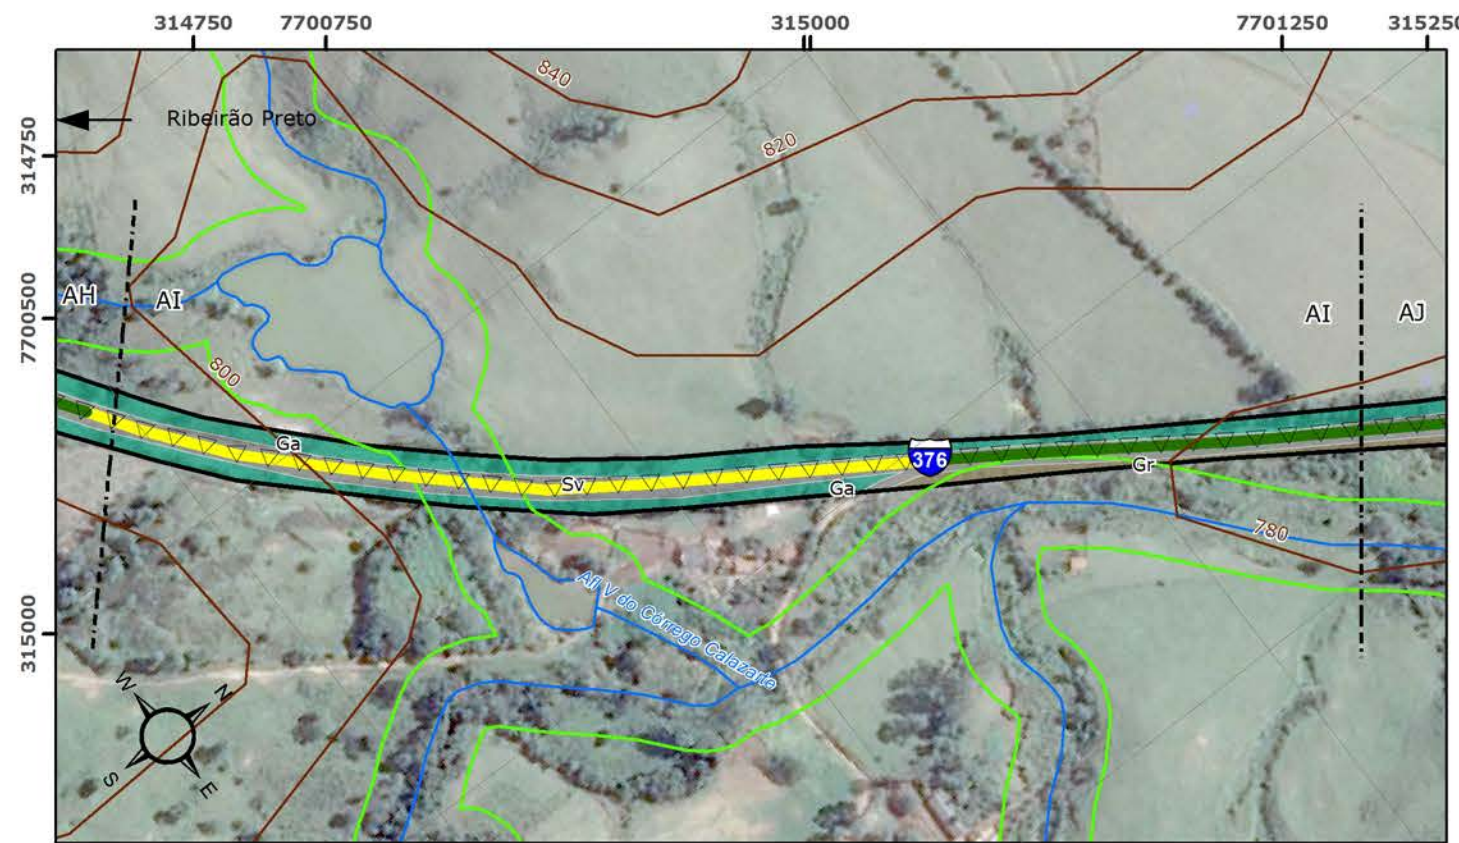 314750
7700750
315000
7701250
315250
840
Ribeirão Preto
314750
820
AH
AI
AI
AJ
7700500
800
Ga
376
Sv
Ga
Gr
780
Afl V do Córrego Calazarte
315000
W
N
S
E